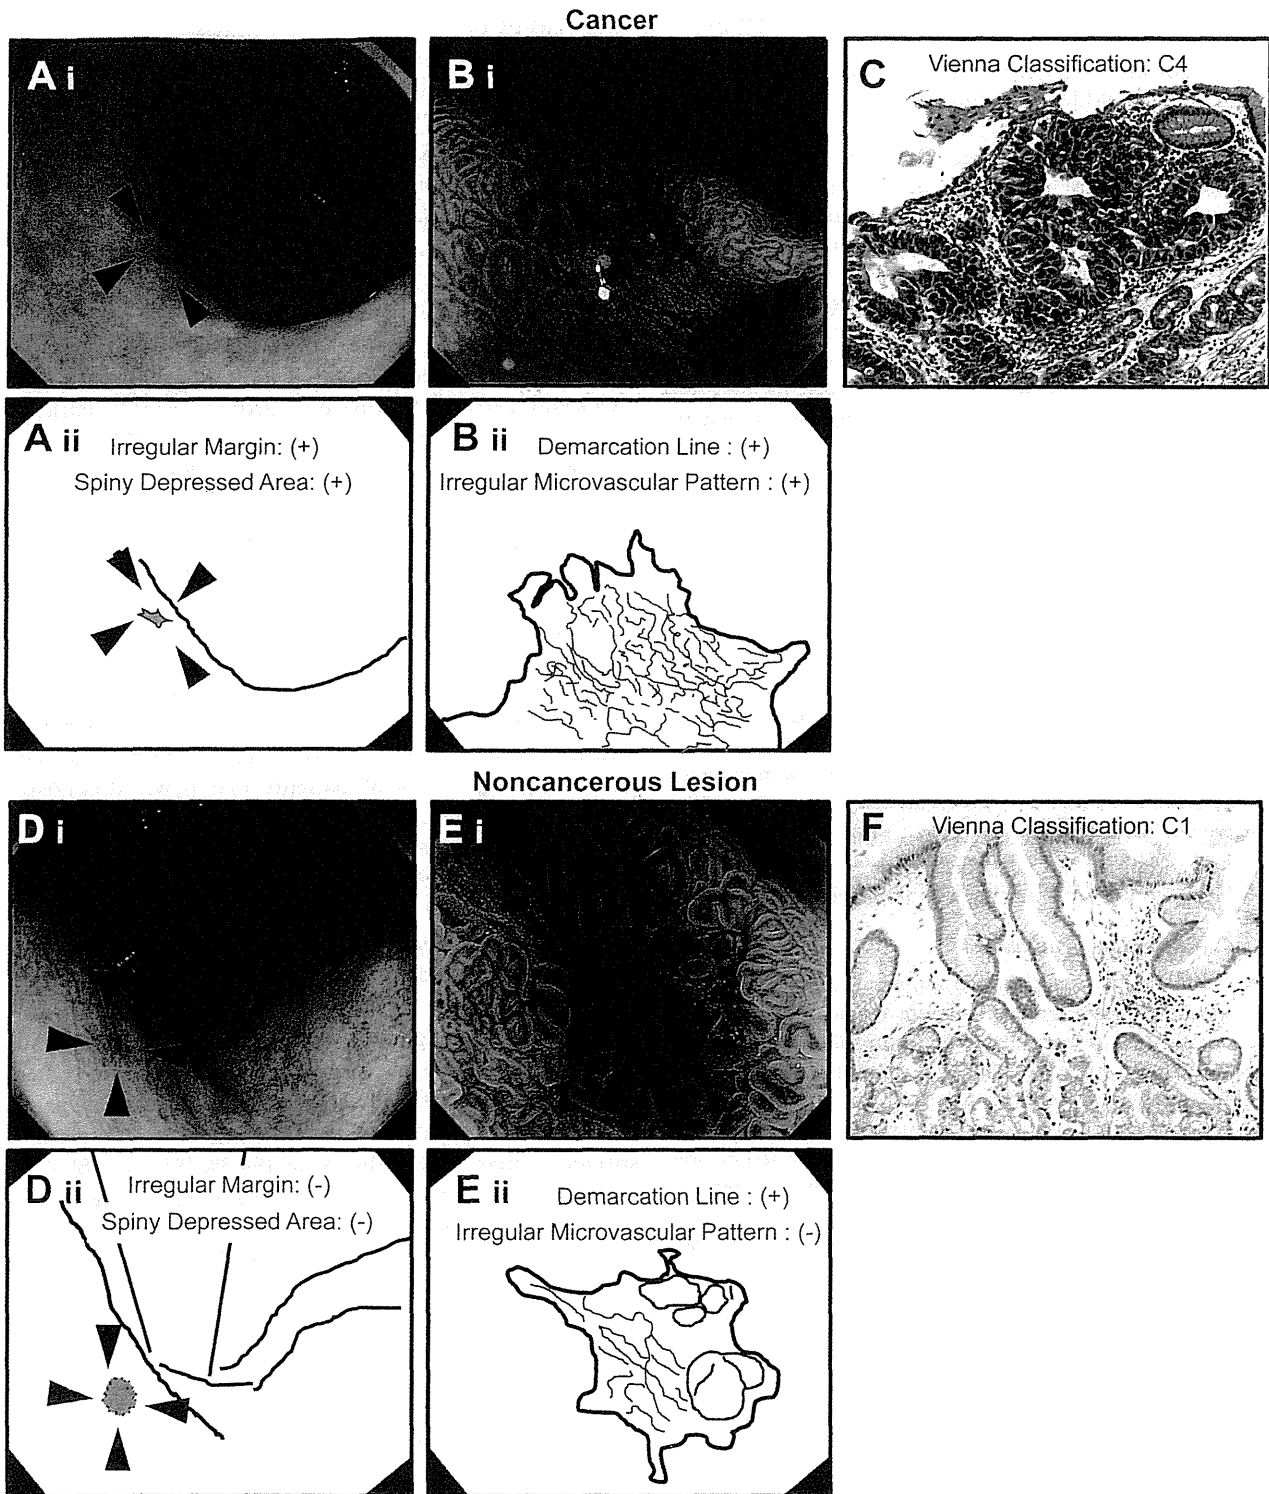 Cancer
A i
B i
C Vienna Classification: C4
A ii Irregular Margin: (+)
Spiny Depressed Area: (+)
B ii Demarcation Line : (+)
Irregular Microvascular Pattern : (+)
Noncancerous Lesion
D i
E i
F Vienna Classification: C1
D ii Irregular Margin: (-)
Spiny Depressed Area: (-)
E ii Demarcation Line : (+)
Irregular Microvascular Pattern : (-)